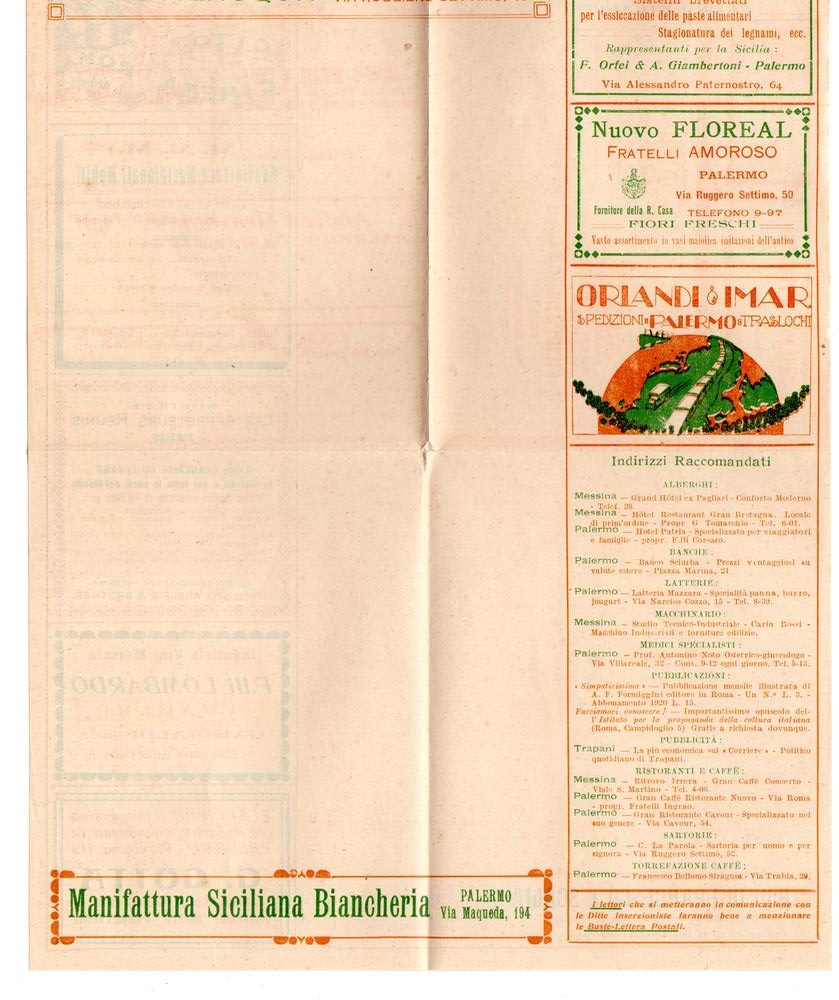 Sistemi Brevettati
per l'essiccazione delle paste alimentari
Stagionatura dei legnami, ecc.
Rappresentanti per la Sicilia :
F. Orfei & A. Giambertoni - Palermo
Via Alessandro Paternostro, 64
Nuovo FLOREAL
FRATELLI AMOROSO
PALERMO
Via Ruggero Settimo, 50
Fornitore della R. Casa TELEFONO 9-97
FIORI FRESCHI
Vasto assortimento in vasi maiolica imitazioni dell'antico
ORLANDI & IMAR
SPEDIZIONI PALERMO TRASLOCHI
Indirizzi Raccomandati
ALBERGHI :
Messina — Grand Hôtel ex Pagliari - Conforto Moderno
- Telef. 26.
Messina — Hôtel Restaurant Gran Bretagna. Locale
di prim'ordine - Propr G Tomarchio - Tel. 6-01.
Palermo — Hôtel Patria - Specializzato per viaggiatori
e famiglie - propr. F.lli Corsaro.
BANCHE :
Palermo — Banco Sciurba - Prezzi vantaggiosi su
valute estere - Piazza Marina, 21
LATTERIE:
Palermo — Latteria Mazzara - Specialità panna, burro,
jougurt - Via Narciso Cozzo, 15 - Tel. 8-39.
MACCHINARIO :
Messina — Studio Tecnico-Industriale - Carlo Rossi -
Macchine Industriali e forniture edilizie.
MEDICI SPECIALISTI :
Palermo — Prof. Antonino Noto Ostetrico-ginecologo -
Via Villareale, 32 - Cons. 9-12 ogni giorno. Tel. 5-13.
PUBBLICAZIONI :
« Simpaticissima » — Pubblicazione mensile illustrata di
A. F. Formiggini editore in Roma - Un N.º L. 2. -
Abbonamento 1920 L. 15.
Facciamoci conoscere! — Importantissimo opuscolo del-
l'Istituto per la propaganda della coltura italiana
(Roma, Campidoglio 5) Gratis a richiesta dovunque.
PUBBLICITÀ :
Trapani — La più economica sul « Corriere » - Politico
quotidiano di Trapani.
RISTORANTI E CAFFÈ :
Messina — Ritrovo Irrera - Gran Caffè Concerto -
Viale S. Martino - Tel. 4-06.
Palermo — Gran Caffè Ristorante Nuovo - Via Roma
- propr. Fratelli Ingrao.
Palermo — Gran Ristorante Cavour - Specializzato nel
suo genere - Via Cavour, 54.
SARTORIE :
Palermo — C. La Parola - Sartoria per uomo e per
signora - Via Ruggero Settimo, 52.
TORREFAZIONE CAFFÈ :
Palermo — Francesco Bellomo Siragusa - Via Trabia, 29.
I lettori che si metteranno in comunicazione con
le Ditte inserzioniste faranno bene a menzionare
le Buste-Lettera Postali.
Manifattura Siciliana Biancheria PALERMO
Via Maqueda, 194